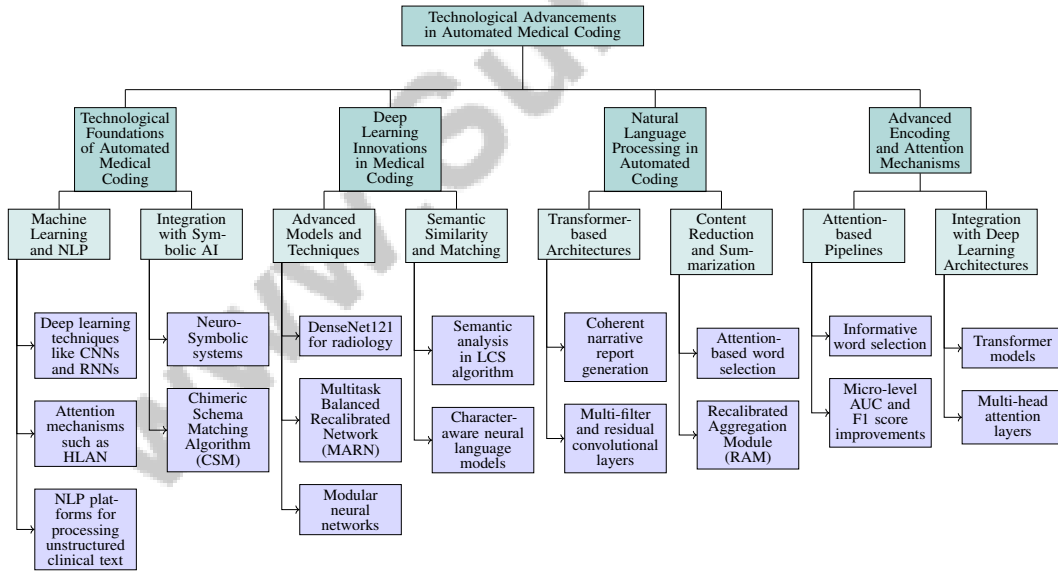 Technological Advancements
in Automated Medical Coding
Technological
Foundations
of Automated
Medical
Coding
Deep
Learning
Innovations
in Medical
Coding
Natural
Language
Processing in
Automated
Coding
Advanced
Encoding
and Attention
Mechanisms
Machine
Learning
and NLP
Integration
with Sym-
bolic AI
Advanced
Models and
Techniques
Semantic
Similarity
and Matching
Transformer-
based
Architectures
Content
Reduction
and Sum-
marization
Attention-
based
Pipelines
Integration
with Deep
Learning
Architectures
Deep learning
techniques
like CNNs
and RNNs
Attention
mechanisms
such as
HLAN
NLP plat-
forms for
processing
unstructured
clinical text
Neuro-
Symbolic
systems
Chimeric
Schema
Matching
Algorithm
(CSM)
DenseNet121
for radiology
Multitask
Balanced
Recalibrated
Network
(MARN)
Modular
neural
networks
Semantic
analysis
in LCS
algorithm
Character-
aware neural
language
models
Coherent
narrative
report
generation
Multi-filter
and residual
convolutional
layers
Attention-
based word
selection
Recalibrated
Aggregation
Module
(RAM)
Informative
word selection
Micro-level
AUC and
F1 score
improvements
Transformer
models
Multi-head
attention
layers
www.Su